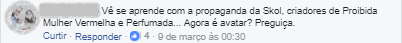 Vê se aprende com a propaganda da Skol, criadores de Proibida
Mulher Vermelha e Perfumada... Agora é avatar? Preguiça.
Curtir · Responder · 4 · 9 de março às 00:30